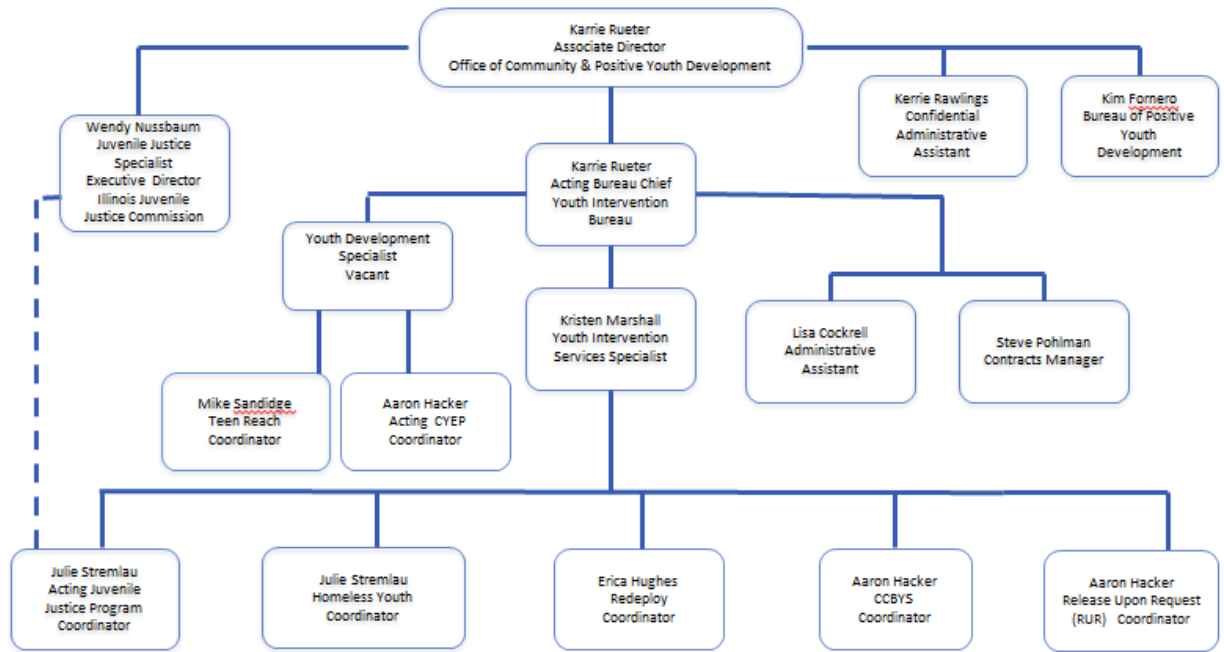 Karrie Rueter
Associate Director
Office of Community & Positive Youth Development
Wendy Nussbaum
Juvenile Justice
Specialist
Executive Director
Illinois Juvenile
Justice Commission
Kerrie Rawlings
Confidential
Administrative
Assistant
Kim Fornero
Bureau of Positive
Youth
Development
Karrie Rueter
Acting Bureau Chief
Youth Intervention
Bureau
Youth Development
Specialist
Vacant
Kristen Marshall
Youth Intervention
Services Specialist
Lisa Cockrell
Administrative
Assistant
Steve Pohlman
Contracts Manager
Mike Sandidge
Teen Reach
Coordinator
Aaron Hacker
Acting CYEP
Coordinator
Julie Stremlau
Acting Juvenile
Justice Program
Coordinator
Julie Stremlau
Homeless Youth
Coordinator
Erica Hughes
Redeploy
Coordinator
Aaron Hacker
CCBYS
Coordinator
Aaron Hacker
Release Upon Request
(RUR) Coordinator